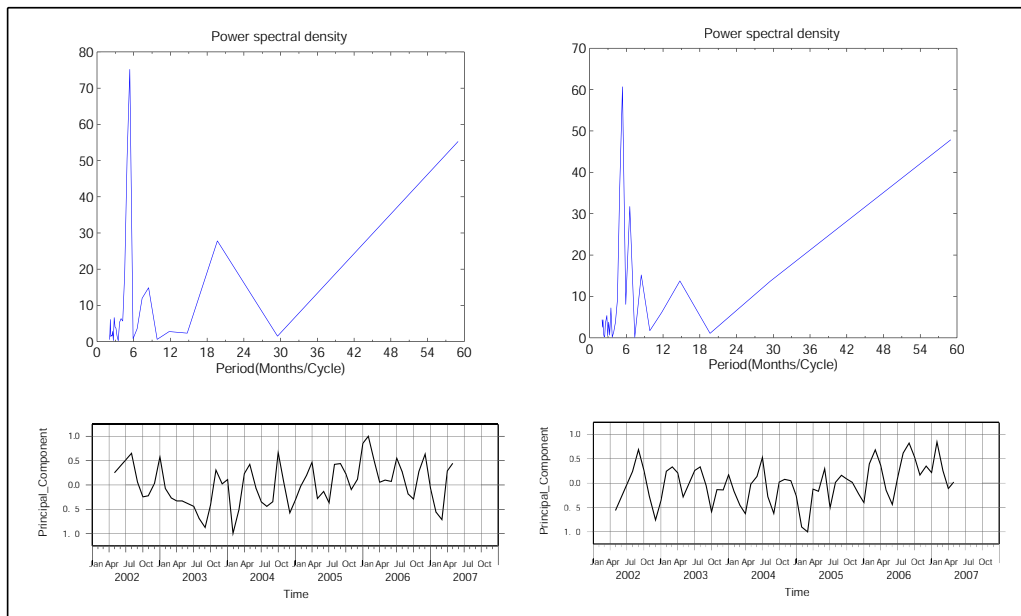 Power spectral density
80
70
60
50
40
30
20
10
0
0 6 12 18 24 30 36 42 48 54 60
Period(Months/Cycle)
Power spectral density
70
60
50
40
30
20
10
0
0 6 12 18 24 30 36 42 48 54 60
Period(Months/Cycle)
Principal_Component
1.0
0.5
0.0
0. 5
1. 0
Jan Apr Jul Oct Jan Apr Jul Oct Jan Apr Jul Oct Jan Apr Jul Oct Jan Apr Jul Oct Jan Apr Jul Oct
2002 2003 2004 2005 2006 2007
Time
Principal_Component
1.0
0.5
0.0
0. 5
1. 0
Jan Apr Jul Oct Jan Apr Jul Oct Jan Apr Jul Oct Jan Apr Jul Oct Jan Apr Jul Oct Jan Apr Jul Oct
2002 2003 2004 2005 2006 2007
Time